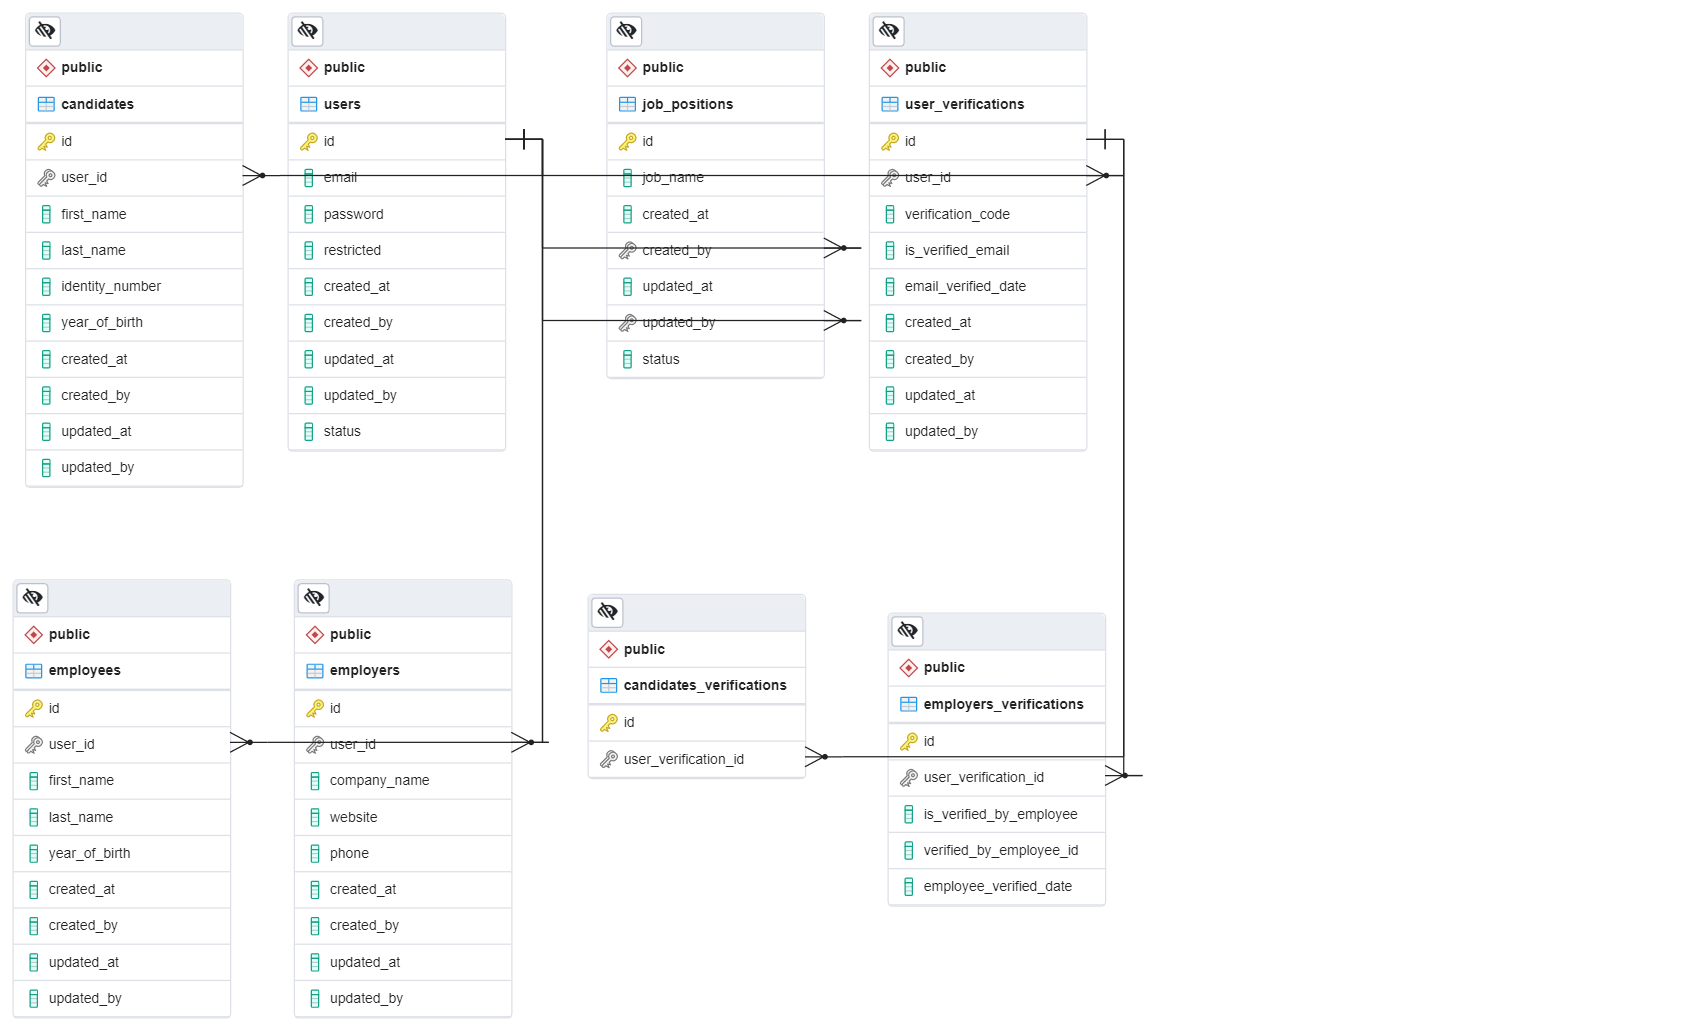 public
candidates
id
user_id
first_name
last_name
identity_number
year_of_birth
created_at
created_by
updated_at
updated_by
public
users
id
email
password
restricted
created_at
created_by
updated_at
updated_by
status
public
job_positions
id
job_name
created_at
created_by
updated_at
updated_by
status
public
user_verifications
id
user_id
verification_code
is_verified_email
email_verified_date
created_at
created_by
updated_at
updated_by
public
employees
id
user_id
first_name
last_name
year_of_birth
created_at
created_by
updated_at
updated_by
public
employers
id
user_id
company_name
website
phone
created_at
created_by
updated_at
updated_by
public
candidates_verifications
id
user_verification_id
public
employers_verifications
id
user_verification_id
is_verified_by_employee
verified_by_employee_id
employee_verified_date